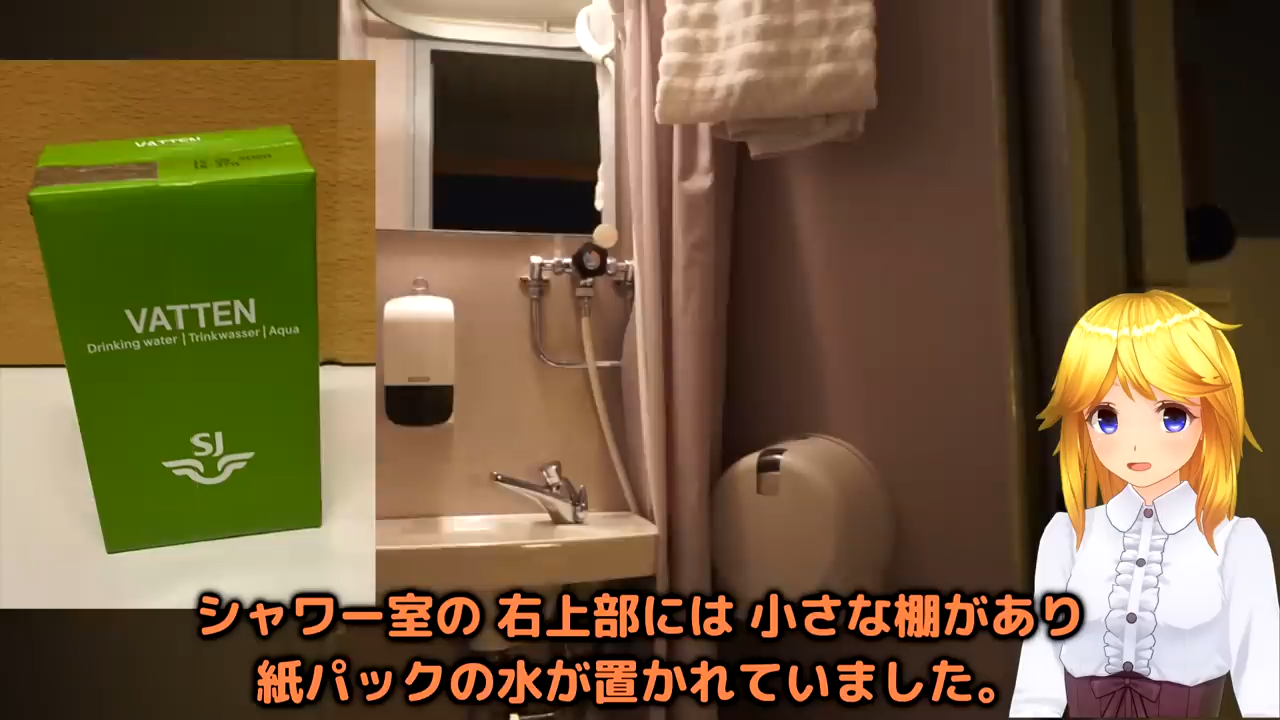 VATTEN
VATTEN
Drinking water | Trinkwasser | Aqua
SJ
シャワー室の 右上部には 小さな棚があり
紙パックの水が置かれていました。